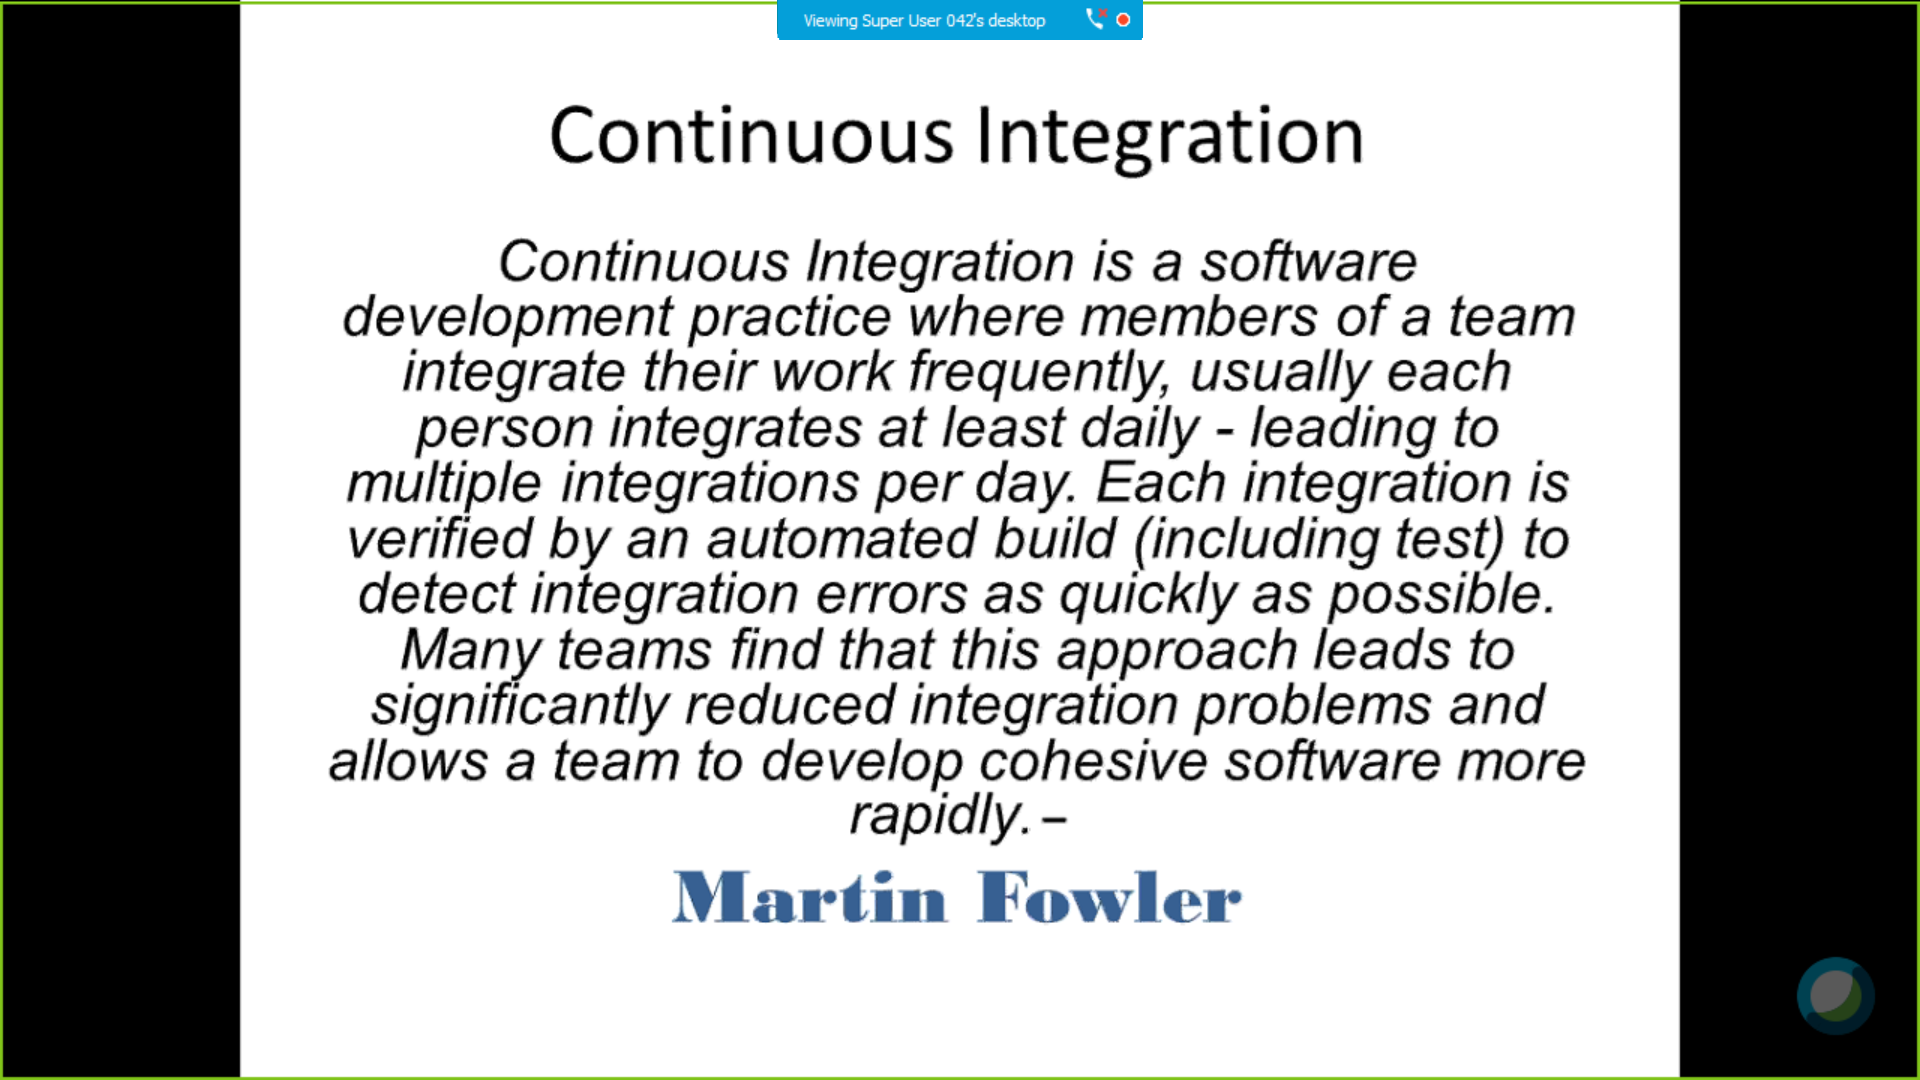 Viewing Super User 042's desktop
Continuous Integration
Continuous Integration is a software
development practice where members of a team
integrate their work frequently, usually each
person integrates at least daily - leading to
multiple integrations per day. Each integration is
verified by an automated build (including test) to
detect integration errors as quickly as possible.
Many teams find that this approach leads to
significantly reduced integration problems and
allows a team to develop cohesive software more
rapidly. –
Martin Fowler